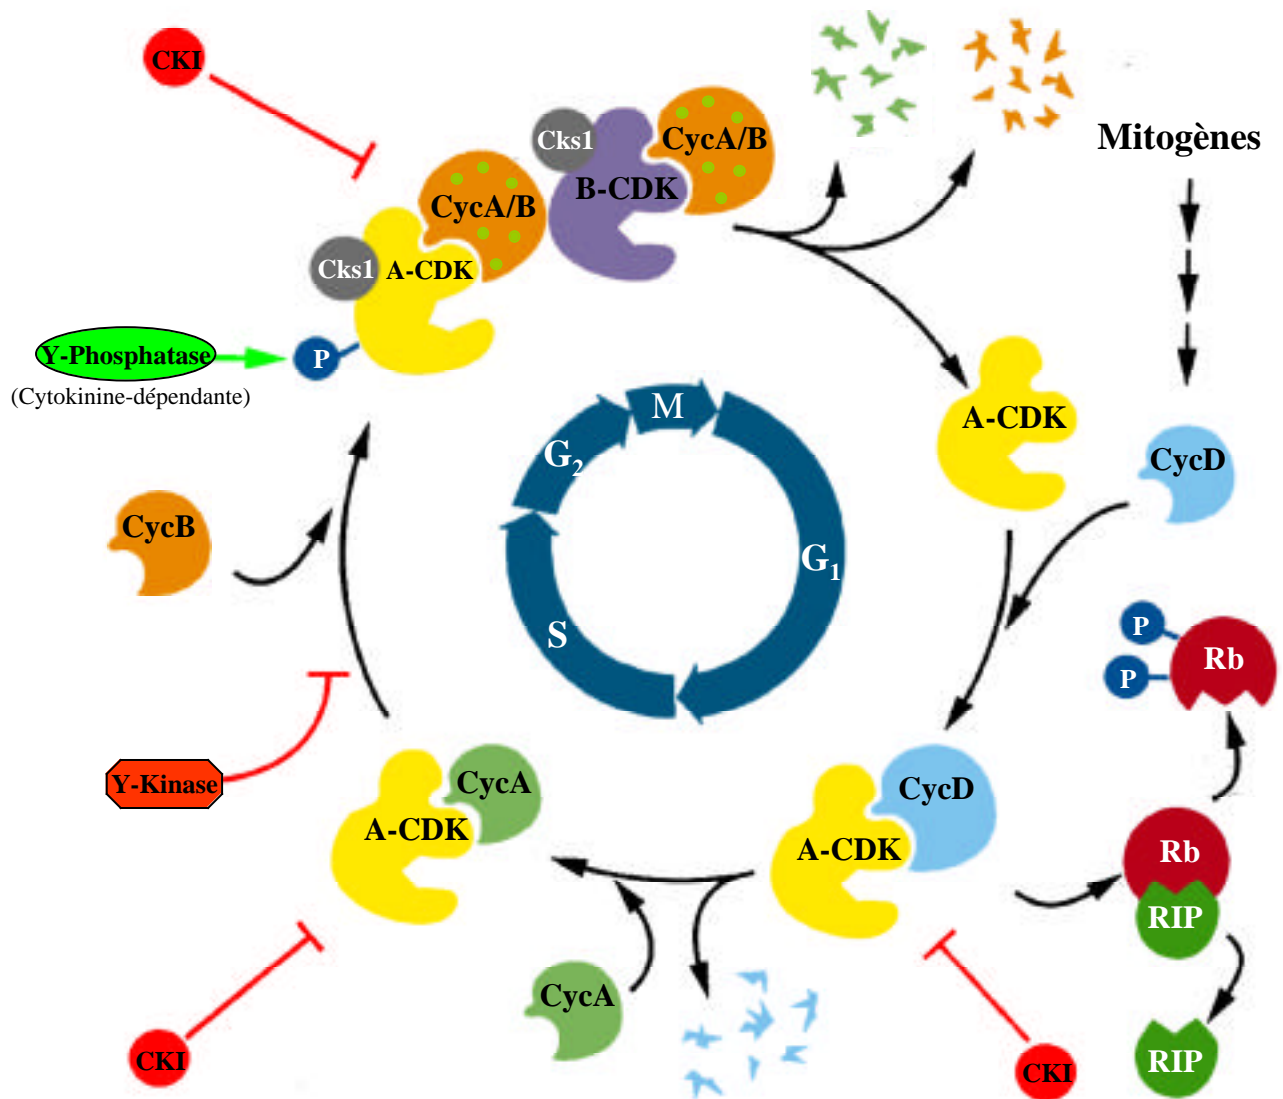 CKI
Cks1
CycA/B
B-CDK
Mitogènes
CycA/B
Cks1
A-CDK
Y-Phosphatase
P
(Cytokinine-dépendante)
A-CDK
M
G2
CycD
CycB
G1
S
P
Rb
P
Y-Kinase
CycA
A-CDK
CycD
A-CDK
Rb
RIP
CycA
CKI
CKI
RIP